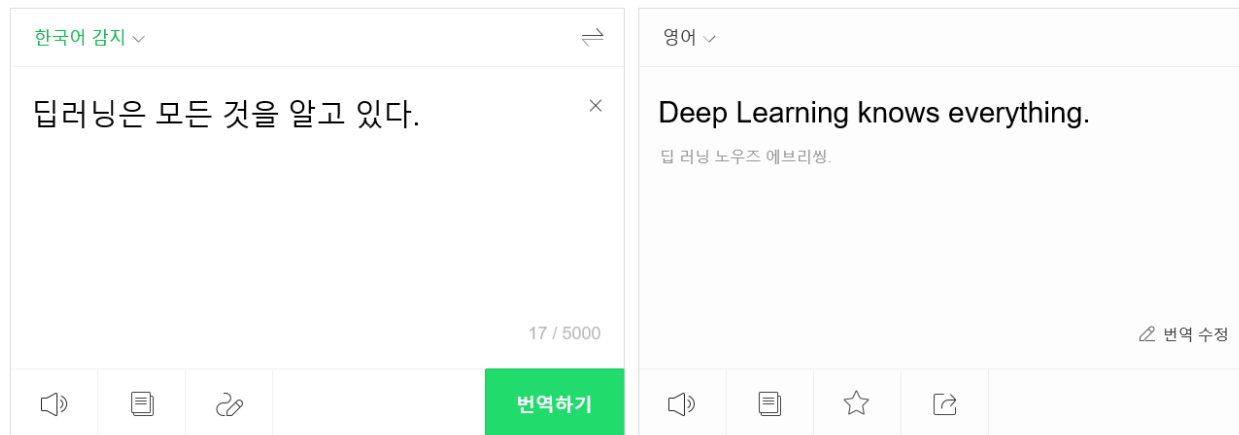 한국어 감지
딥러닝은 모든 것을 알고 있다.
17 / 5000
번역하기
영어
Deep Learning knows everything.
딥 러닝 노우즈 에브리씽.
번역 수정